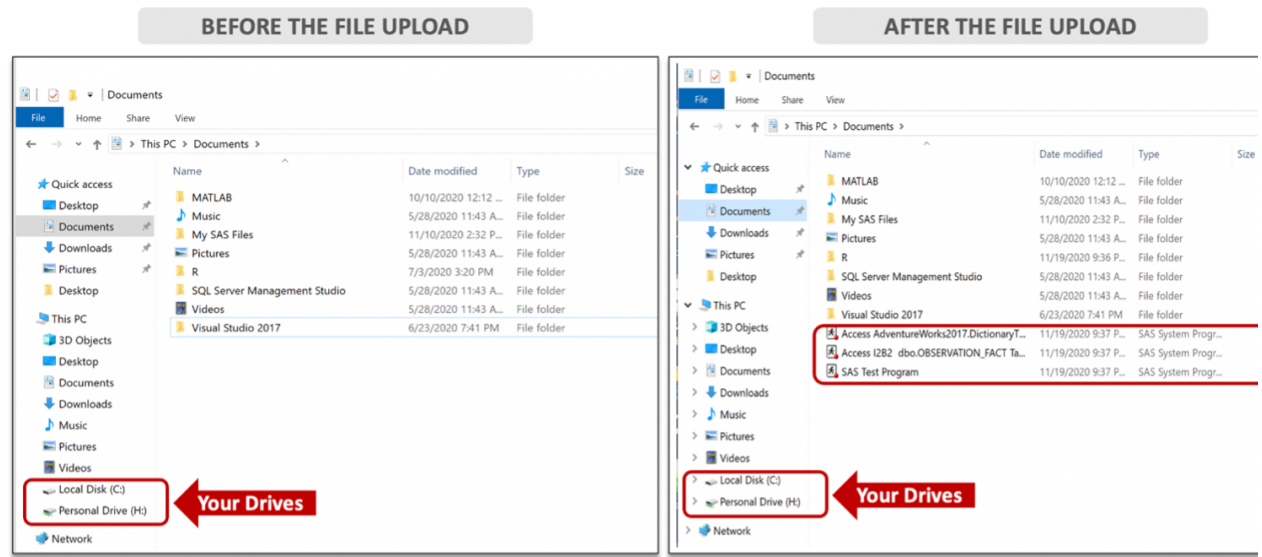 BEFORE THE FILE UPLOAD
Documents
File Home Share View
This PC > Documents >
Name Date modified Type Size
Quick access
Desktop
Documents
Downloads
Pictures
Desktop
This PC
3D Objects
Desktop
Documents
Downloads
Music
Pictures
Videos
Local Disk (C:)
Personal Drive (H:)
Network
MATLAB 10/10/2020 12:12 ... File folder
Music 5/28/2020 11:43 A... File folder
My SAS Files 11/10/2020 2:32 P... File folder
Pictures 5/28/2020 11:43 A... File folder
R 7/3/2020 3:20 PM File folder
SQL Server Management Studio 5/28/2020 11:43 A... File folder
Videos 5/28/2020 11:43 A... File folder
Visual Studio 2017 6/23/2020 7:41 PM File folder
Your Drives
AFTER THE FILE UPLOAD
Documents
File Home Share View
This PC > Documents >
Name Date modified Type Size
Quick access
Desktop
Documents
Downloads
Pictures
Desktop
This PC
3D Objects
Desktop
Documents
Downloads
Music
Pictures
Videos
Local Disk (C:)
Personal Drive (H:)
Network
MATLAB 10/10/2020 12:12 ... File folder
Music 5/28/2020 11:43 A... File folder
My SAS Files 11/10/2020 2:32 P... File folder
Pictures 5/28/2020 11:43 A... File folder
R 11/19/2020 9:36 P... File folder
SQL Server Management Studio 5/28/2020 11:43 A... File folder
Videos 5/28/2020 11:43 A... File folder
Visual Studio 2017 6/23/2020 7:41 PM File folder
Access AdventureWorks2017.DictionaryT... 11/19/2020 9:37 P... SAS System Progr...
Access I2B2 dbo.OBSERVATION_FACT Ta... 11/19/2020 9:37 P... SAS System Progr...
SAS Test Program 11/19/2020 9:37 P... SAS System Progr...
Your Drives